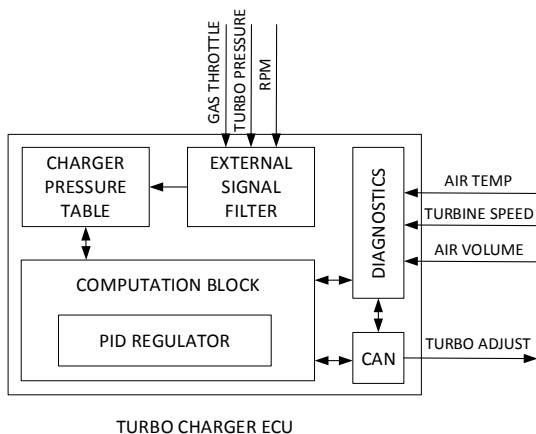 GAS THROTTLE
TURBO PRESSURE
RPM
CHARGER
PRESSURE
TABLE
EXTERNAL
SIGNAL
FILTER
DIAGNOSTICS
AIR TEMP
TURBINE SPEED
AIR VOLUME
COMPUTATION BLOCK
PID REGULATOR
CAN
TURBO ADJUST
TURBO CHARGER ECU